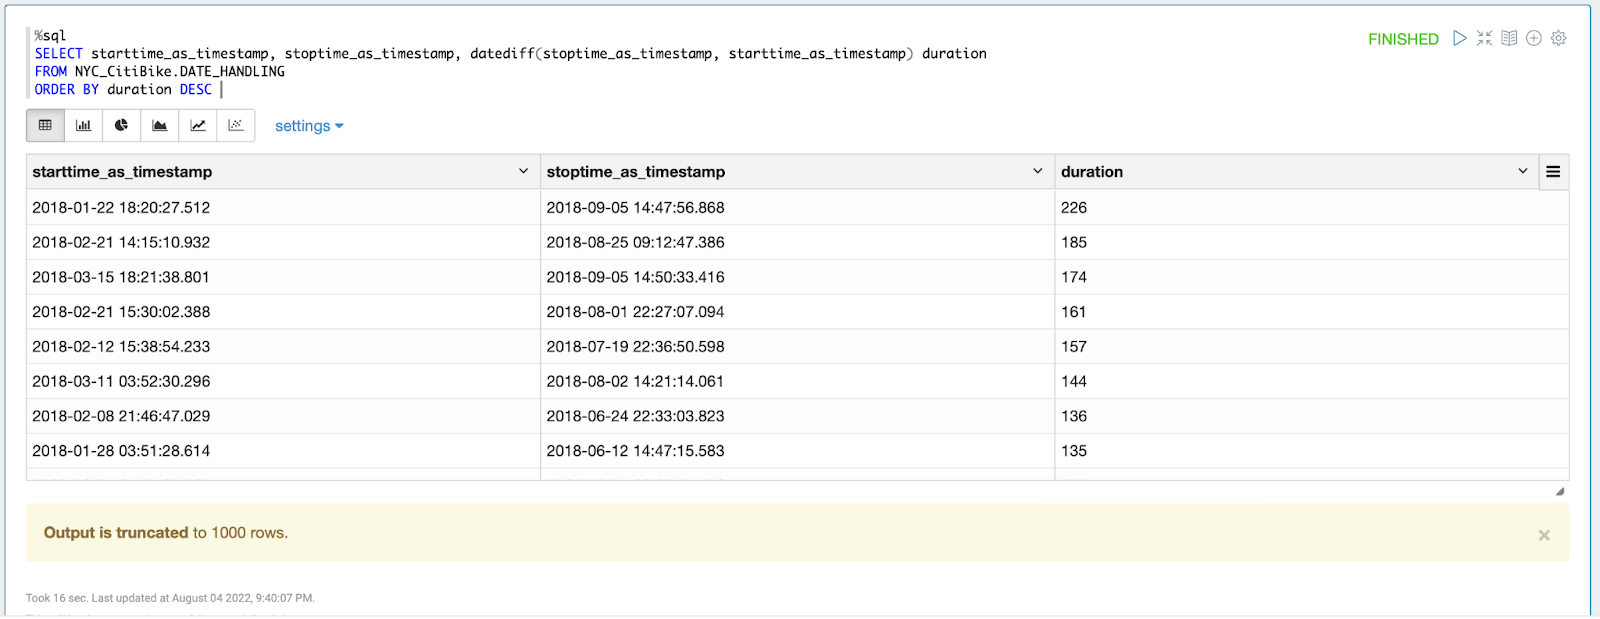 %sql
SELECT starttime_as_timestamp, stoptime_as_timestamp, datediff(stoptime_as_timestamp, starttime_as_timestamp) duration
FROM NYC_CitiBike.DATE_HANDLING
ORDER BY duration DESC
FINISHED
settings
starttime_as_timestamp stoptime_as_timestamp duration
2018-01-22 18:20:27.512 2018-09-05 14:47:56.868 226
2018-02-21 14:15:10.932 2018-08-25 09:12:47.386 185
2018-03-15 18:21:38.801 2018-09-05 14:50:33.416 174
2018-02-21 15:30:02.388 2018-08-01 22:27:07.094 161
2018-02-12 15:38:54.233 2018-07-19 22:36:50.598 157
2018-03-11 03:52:30.296 2018-08-02 14:21:14.061 144
2018-02-08 21:46:47.029 2018-06-24 22:33:03.823 136
2018-01-28 03:51:28.614 2018-06-12 14:47:15.583 135
Output is truncated to 1000 rows.
×
Took 16 sec. Last updated at August 04 2022, 9:40:07 PM.